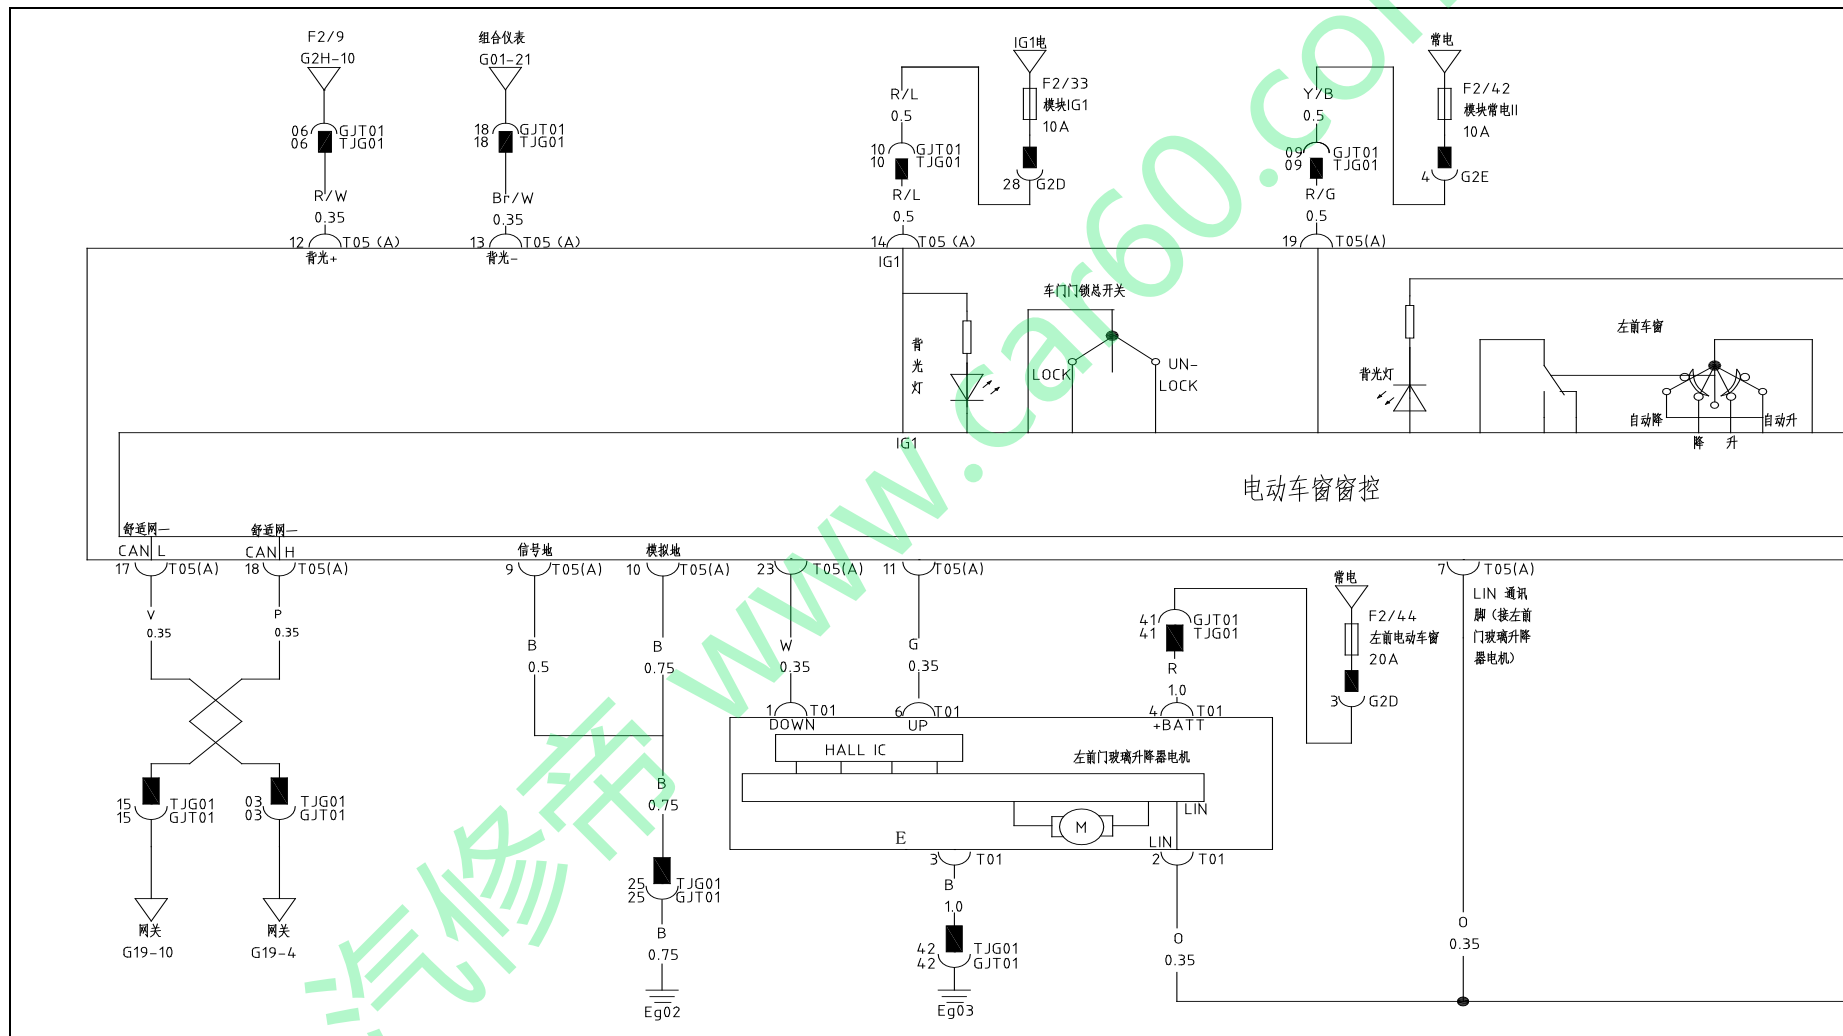 F2/9
G2H-10
组合仪表
G01-21
IG1电
常电
F2/33
模块IG1
10A
F2/42
模块常电II
10A
R/L
0.5
Y/B
0.5
06 GJT01
06 TJG01
18 GJT01
18 TJG01
10 GJT01
10 TJG01
28 G2D
09 GJT01
09 TJG01
4 G2E
R/W
0.35
Br/W
0.35
R/L
0.5
R/G
0.5
12 T05 (A)
背光+
13 T05 (A)
背光-
14 T05 (A)
IG1
19 T05(A)
车门门锁总开关
左前车窗
背光灯
LOCK
UN-
LOCK
背光灯
自动降
自动升
降 升
IG1
电动车窗窗控
舒适网一
CAN L
舒适网一
CAN H
信号地
模拟地
17 T05(A)
18 T05(A)
9 T05(A)
10 T05(A)
23 T05(A)
11 T05(A)
7 T05(A)
常电
LIN 通讯
脚（接左前
门玻璃升降
器电机）
V
0.35
P
0.35
B
0.5
B
0.75
W
0.35
G
0.35
41 GJT01
41 TJG01
R
1.0
F2/44
左前电动车窗
20A
3 G2D
1 T01
DOWN
6 T01
UP
4 T01
+BATT
HALL IC
左前门玻璃升降器电机
LIN
M
E
LIN
15 TJG01
15 GJT01
03 TJG01
03 GJT01
B
0.75
3 T01
2 T01
25 TJG01
25 GJT01
B
1.0
网关
G19-10
网关
G19-4
B
0.75
42 TJG01
42 GJT01
O
0.35
O
0.35
Eg02
Eg03
汽修帝 www.car60.com